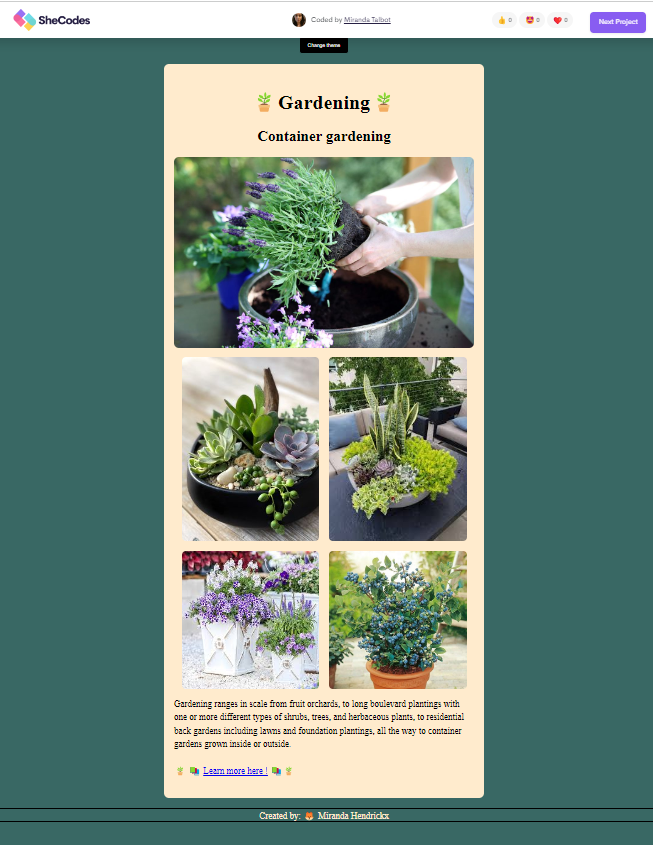 SheCodes
Coded by Miranda Talbot
👍 0 😍 0 ❤️ 0
Next Project
Change theme
🪴 Gardening 🪴
Container gardening
Gardening ranges in scale from fruit orchards, to long boulevard plantings with
one or more different types of shrubs, trees, and herbaceous plants, to residential
back gardens including lawns and foundation plantings, all the way to container
gardens grown inside or outside.
🪴 📚 Learn more here ! 📚 🪴
Created by: 🦊 Miranda Hendrickx